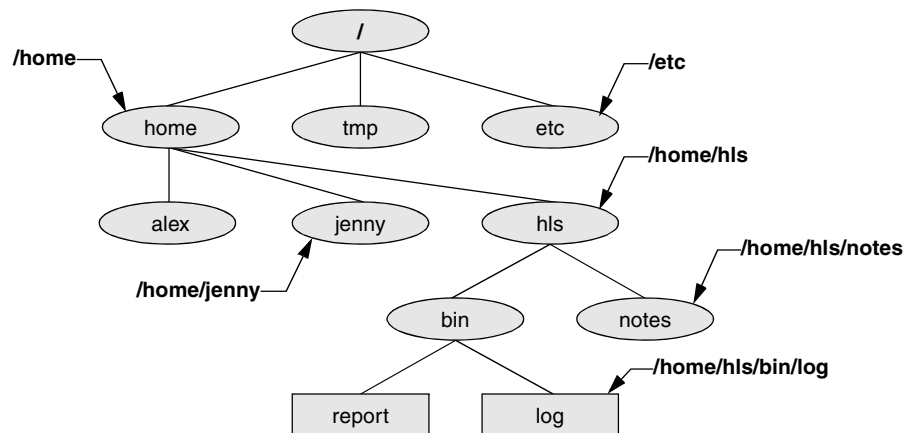 /
/home
/etc
home
tmp
etc
/home/hls
alex
jenny
hls
/home/hls/notes
/home/jenny
bin
notes
/home/hls/bin/log
report
log